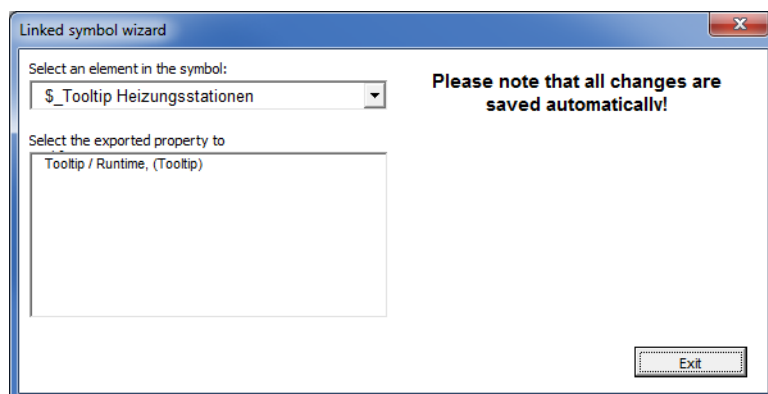 Linked symbol wizard
Select an element in the symbol:
$_Tooltip Heizungsstationen
Please note that all changes are
saved automatically!
Select the exported property to
Tooltip / Runtime, (Tooltip)
Exit